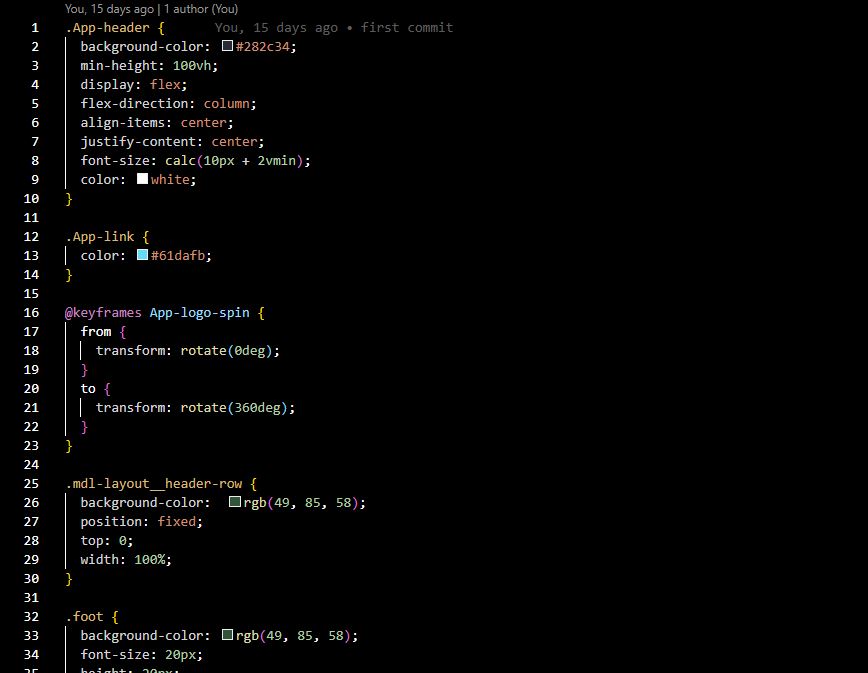 You, 15 days ago | 1 author (You)
1 .App-header { You, 15 days ago • first commit
2 background-color: #282c34;
3 min-height: 100vh;
4 display: flex;
5 flex-direction: column;
6 align-items: center;
7 justify-content: center;
8 font-size: calc(10px + 2vmin);
9 color: white;
10 }
11
12 .App-link {
13 color: #61dafb;
14 }
15
16 @keyframes App-logo-spin {
17 from {
18 transform: rotate(0deg);
19 }
20 to {
21 transform: rotate(360deg);
22 }
23 }
24
25 .mdl-layout__header-row {
26 background-color: rgb(49, 85, 58);
27 position: fixed;
28 top: 0;
29 width: 100%;
30 }
31
32 .foot {
33 background-color: rgb(49, 85, 58);
34 font-size: 20px;
35 height: 20px;